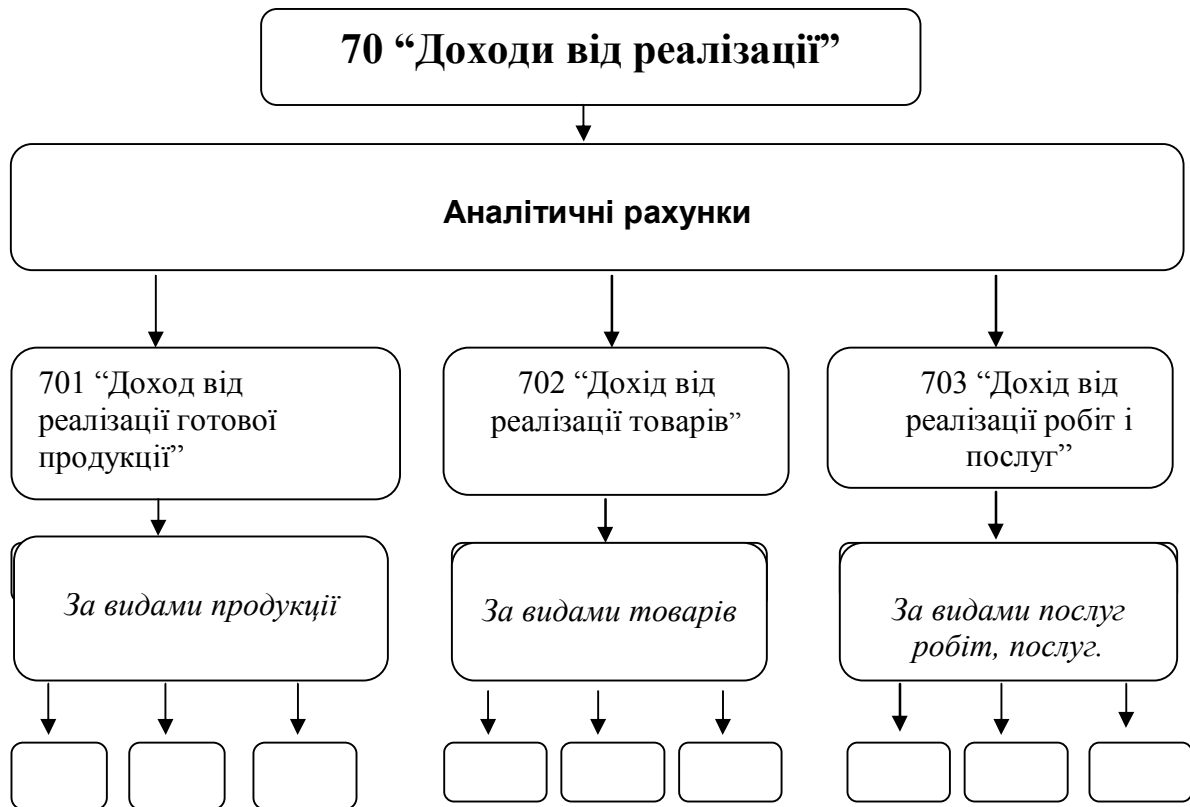 70 “Доходи від реалізації”
Аналітичні рахунки
701 “Доход від
реалізації готової
продукції”
702 “Дохід від
реалізації товарів”
703 “Дохід від
реалізації робіт і
послуг”
За видами продукції
За видами товарів
За видами послуг
робіт, послуг.